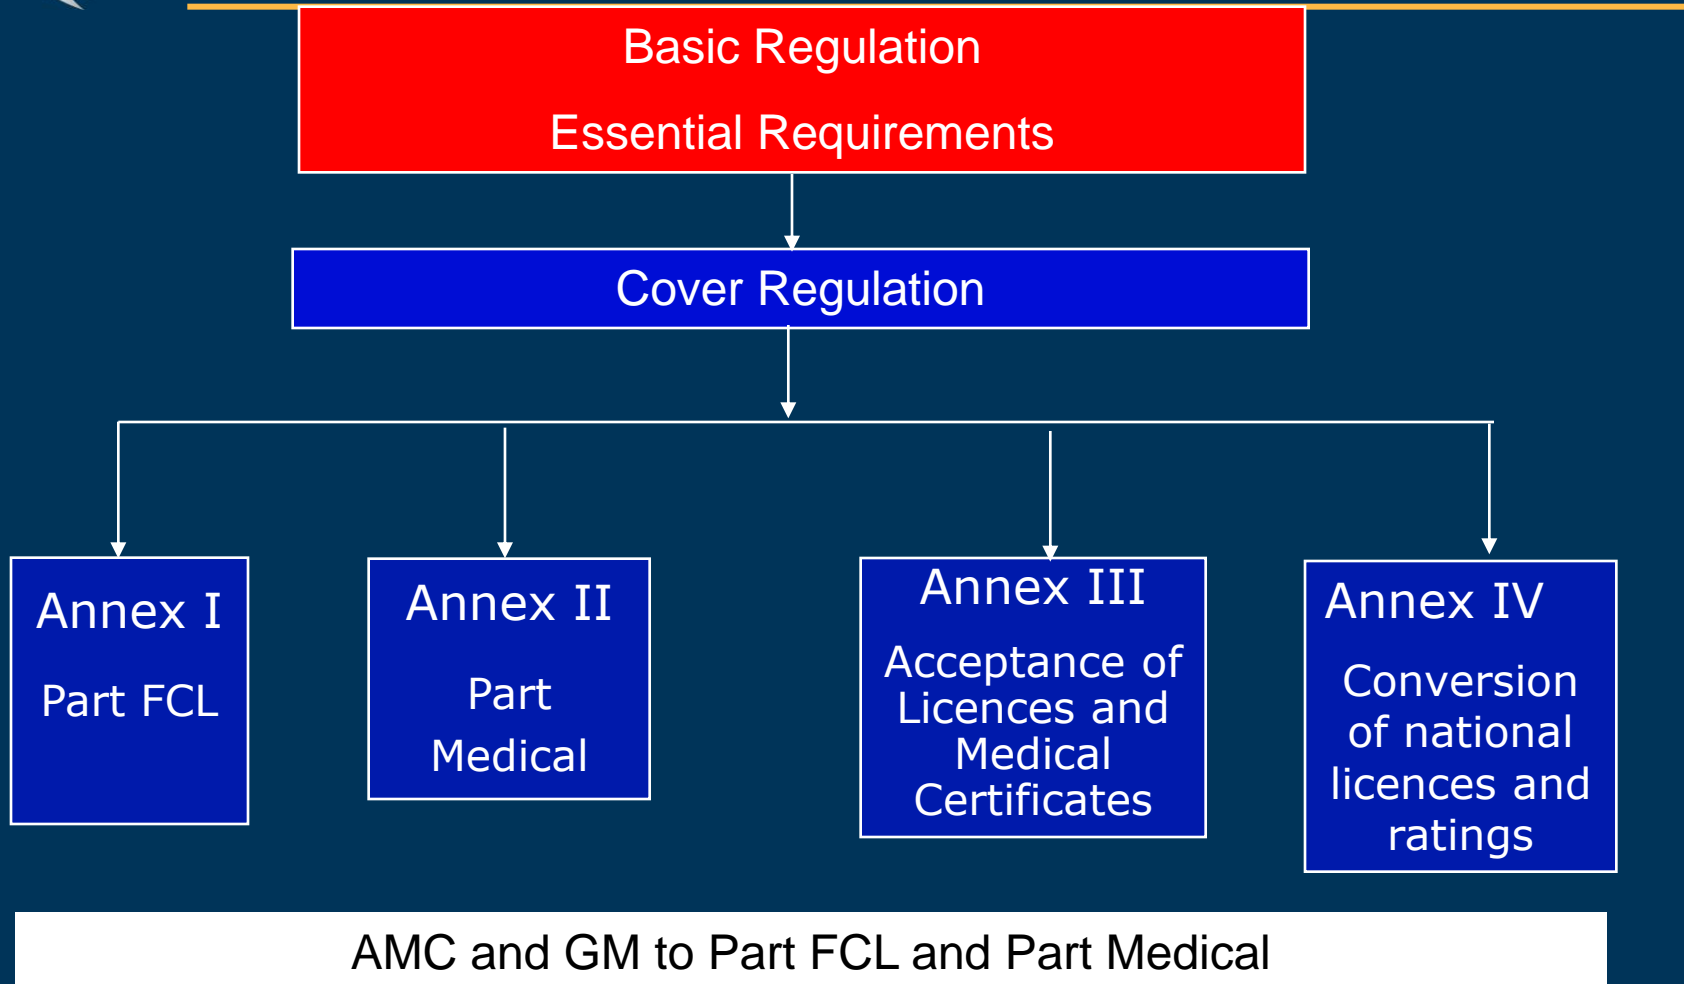 Basic Regulation
Essential Requirements
Cover Regulation
Annex I
Part FCL
Annex II
Part
Medical
Annex III
Acceptance of
Licences and
Medical
Certificates
Annex IV
Conversion
of national
licences and
ratings
AMC and GM to Part FCL and Part Medical